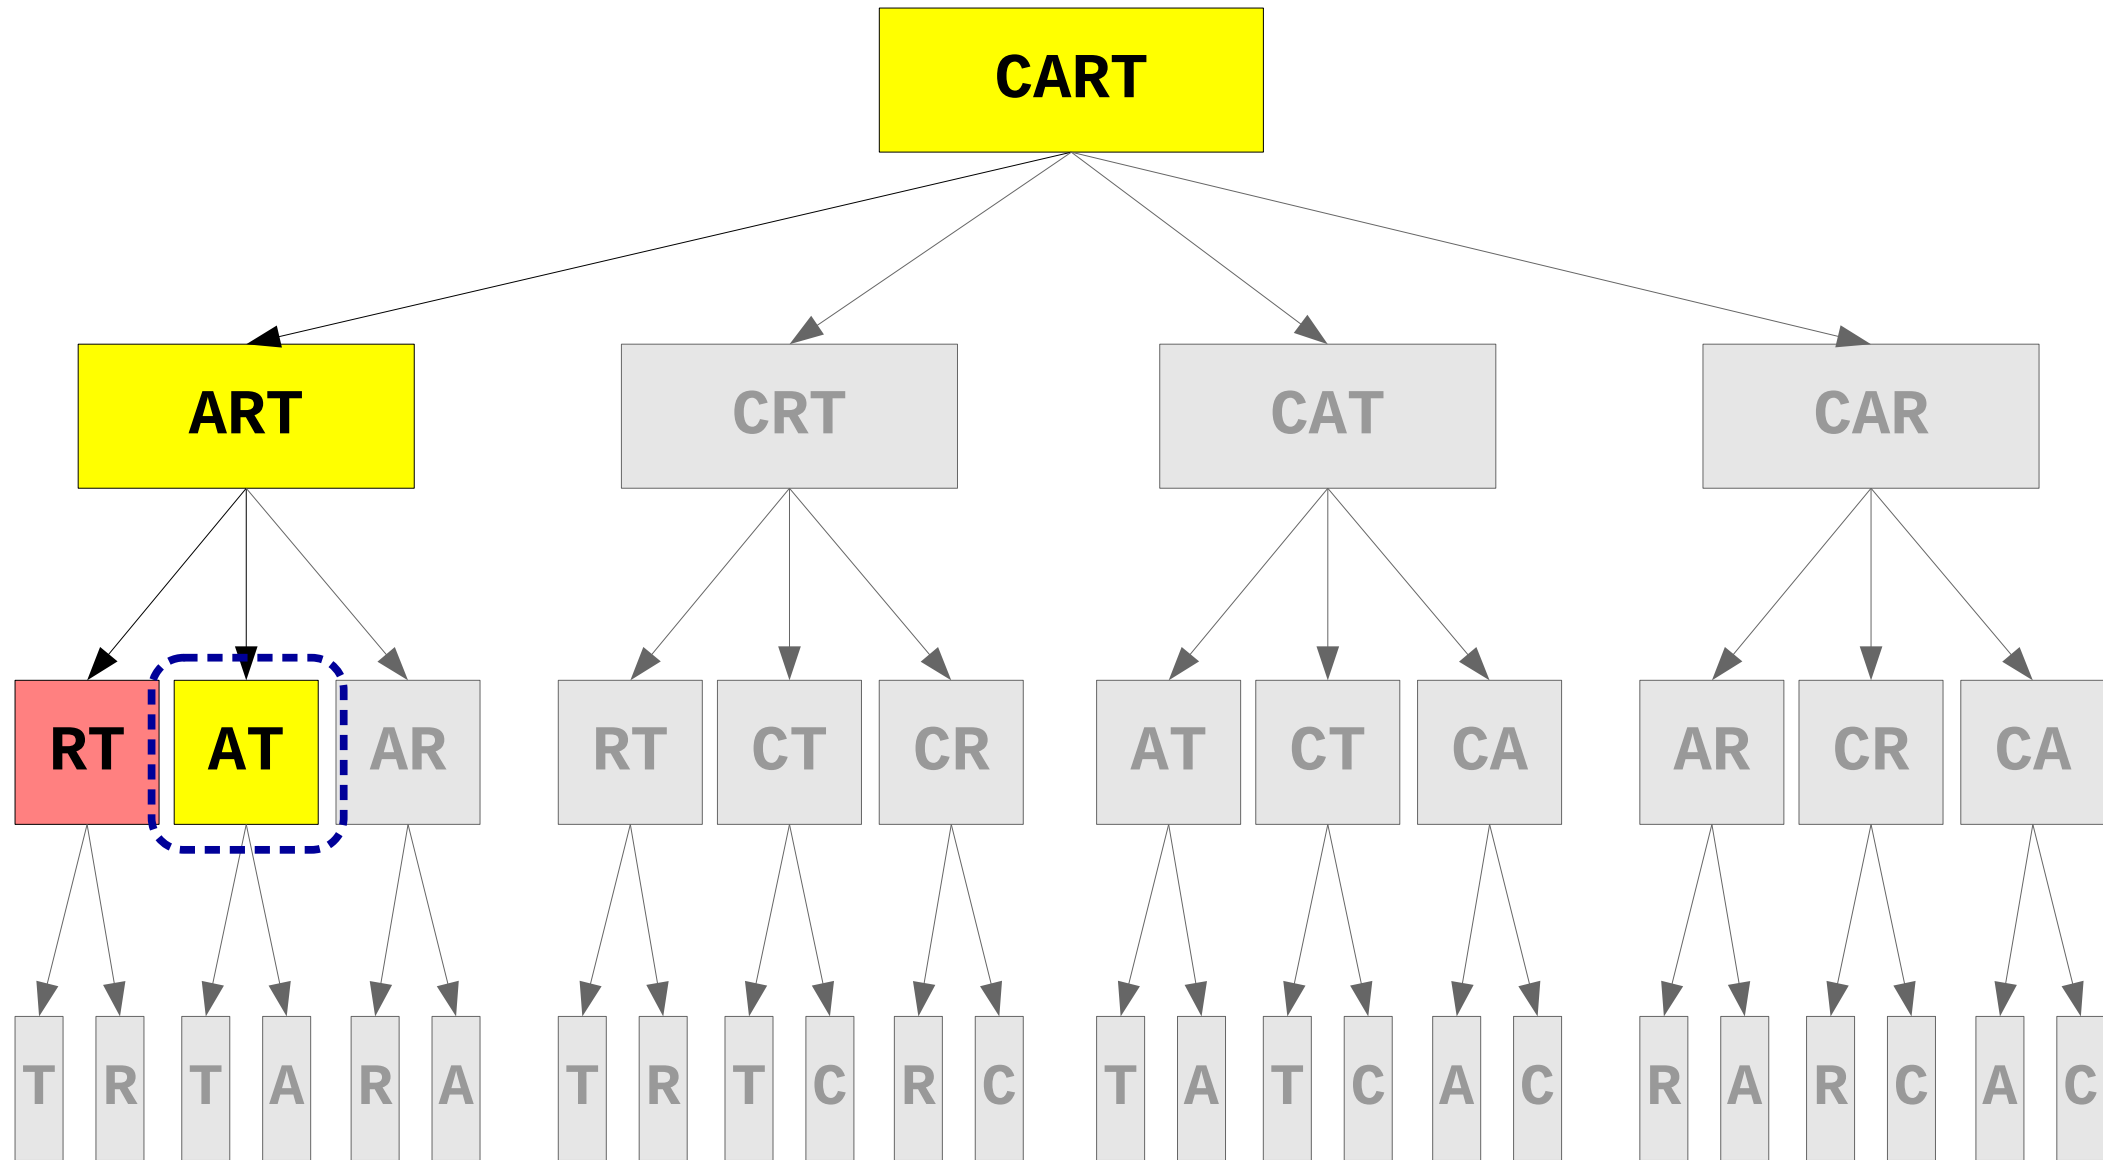 CART
ART CRT CAT CAR
RT AT AR RT CT CR AT CT CA AR CR CA
T R T A R A T R T C R C T A T C A C R A R C A C